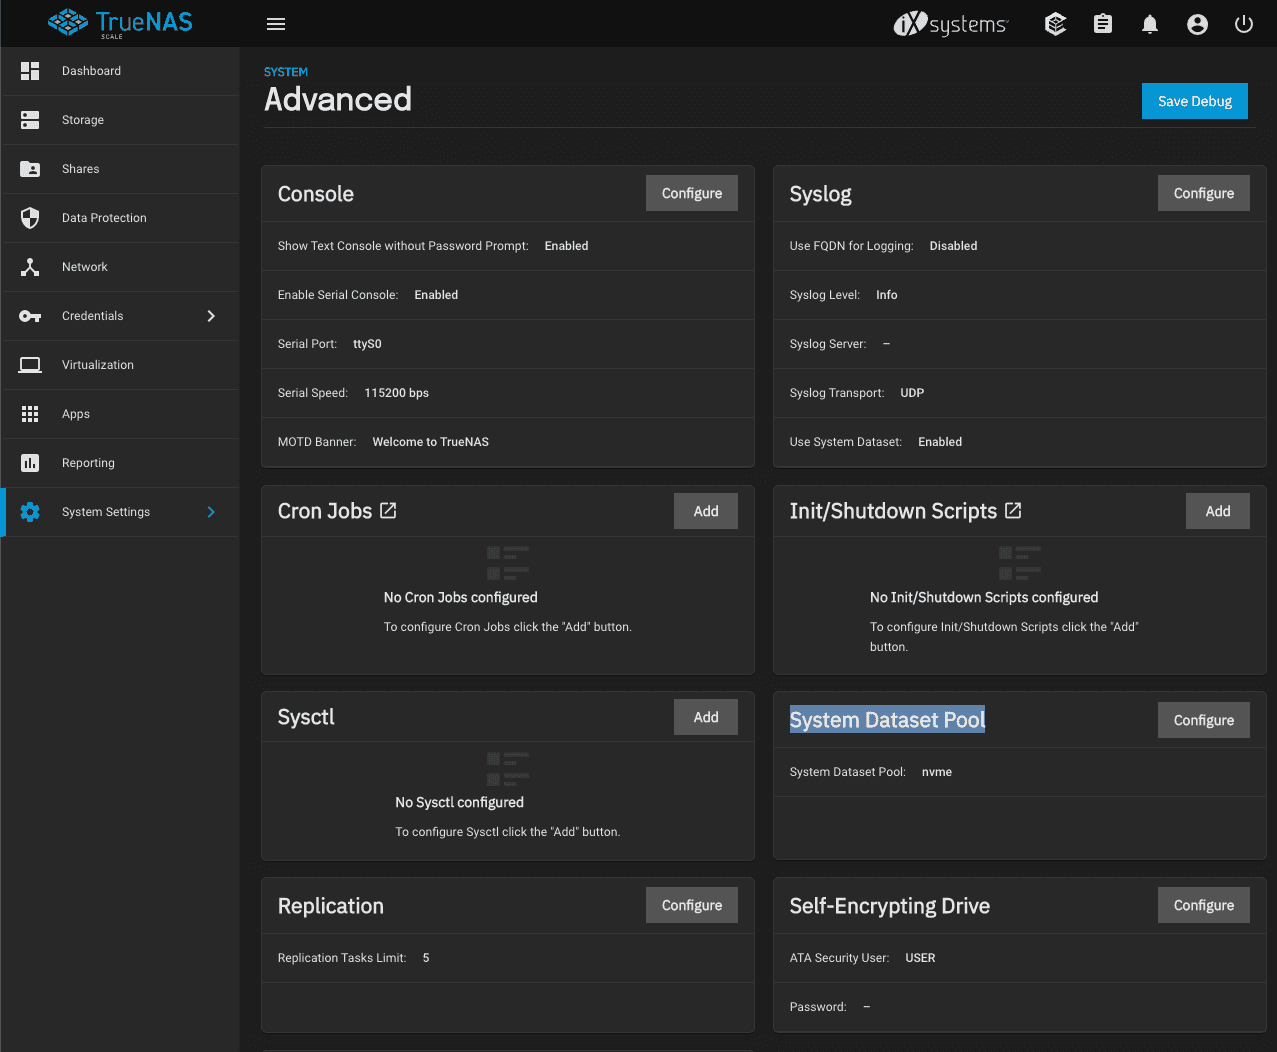 TrueNAS
SCALE
iXsystems
Dashboard
Storage
Shares
Data Protection
Network
Credentials
Virtualization
Apps
Reporting
System Settings
SYSTEM
Advanced
Save Debug
Console
Configure
Show Text Console without Password Prompt: Enabled
Enable Serial Console: Enabled
Serial Port: ttyS0
Serial Speed: 115200 bps
MOTD Banner: Welcome to TrueNAS
Syslog
Configure
Use FQDN for Logging: Disabled
Syslog Level: Info
Syslog Server: –
Syslog Transport: UDP
Use System Dataset: Enabled
Cron Jobs
Add
No Cron Jobs configured
To configure Cron Jobs click the "Add" button.
Init/Shutdown Scripts
Add
No Init/Shutdown Scripts configured
To configure Init/Shutdown Scripts click the "Add"
button.
Sysctl
Add
No Sysctl configured
To configure Sysctl click the "Add" button.
System Dataset Pool
Configure
System Dataset Pool: nvme
Replication
Configure
Replication Tasks Limit: 5
Self-Encrypting Drive
Configure
ATA Security User: USER
Password: –